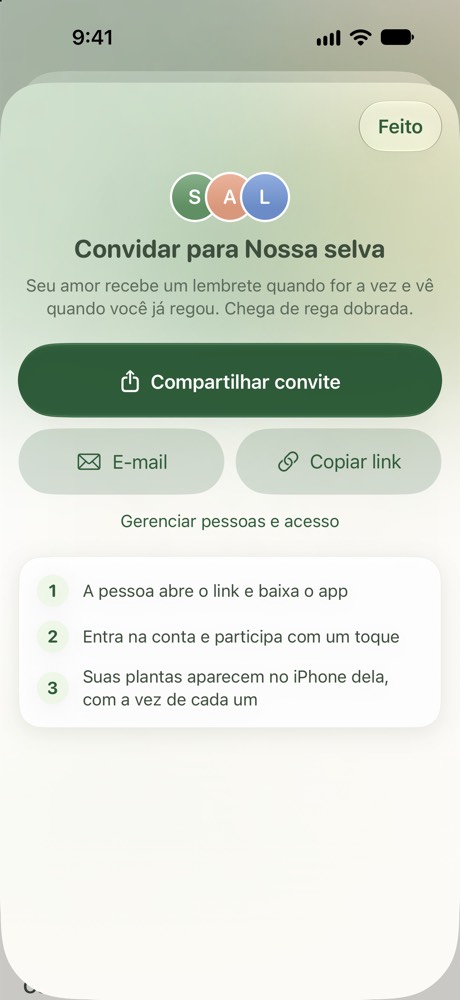 9:41
Feito
S A L
Convidar para Nossa selva
Seu amor recebe um lembrete quando for a vez e vê
quando você já regou. Chega de rega dobrada.
Compartilhar convite
E-mail
Copiar link
Gerenciar pessoas e acesso
1 A pessoa abre o link e baixa o app
2 Entra na conta e participa com um toque
3 Suas plantas aparecem no iPhone dela,
com a vez de cada um